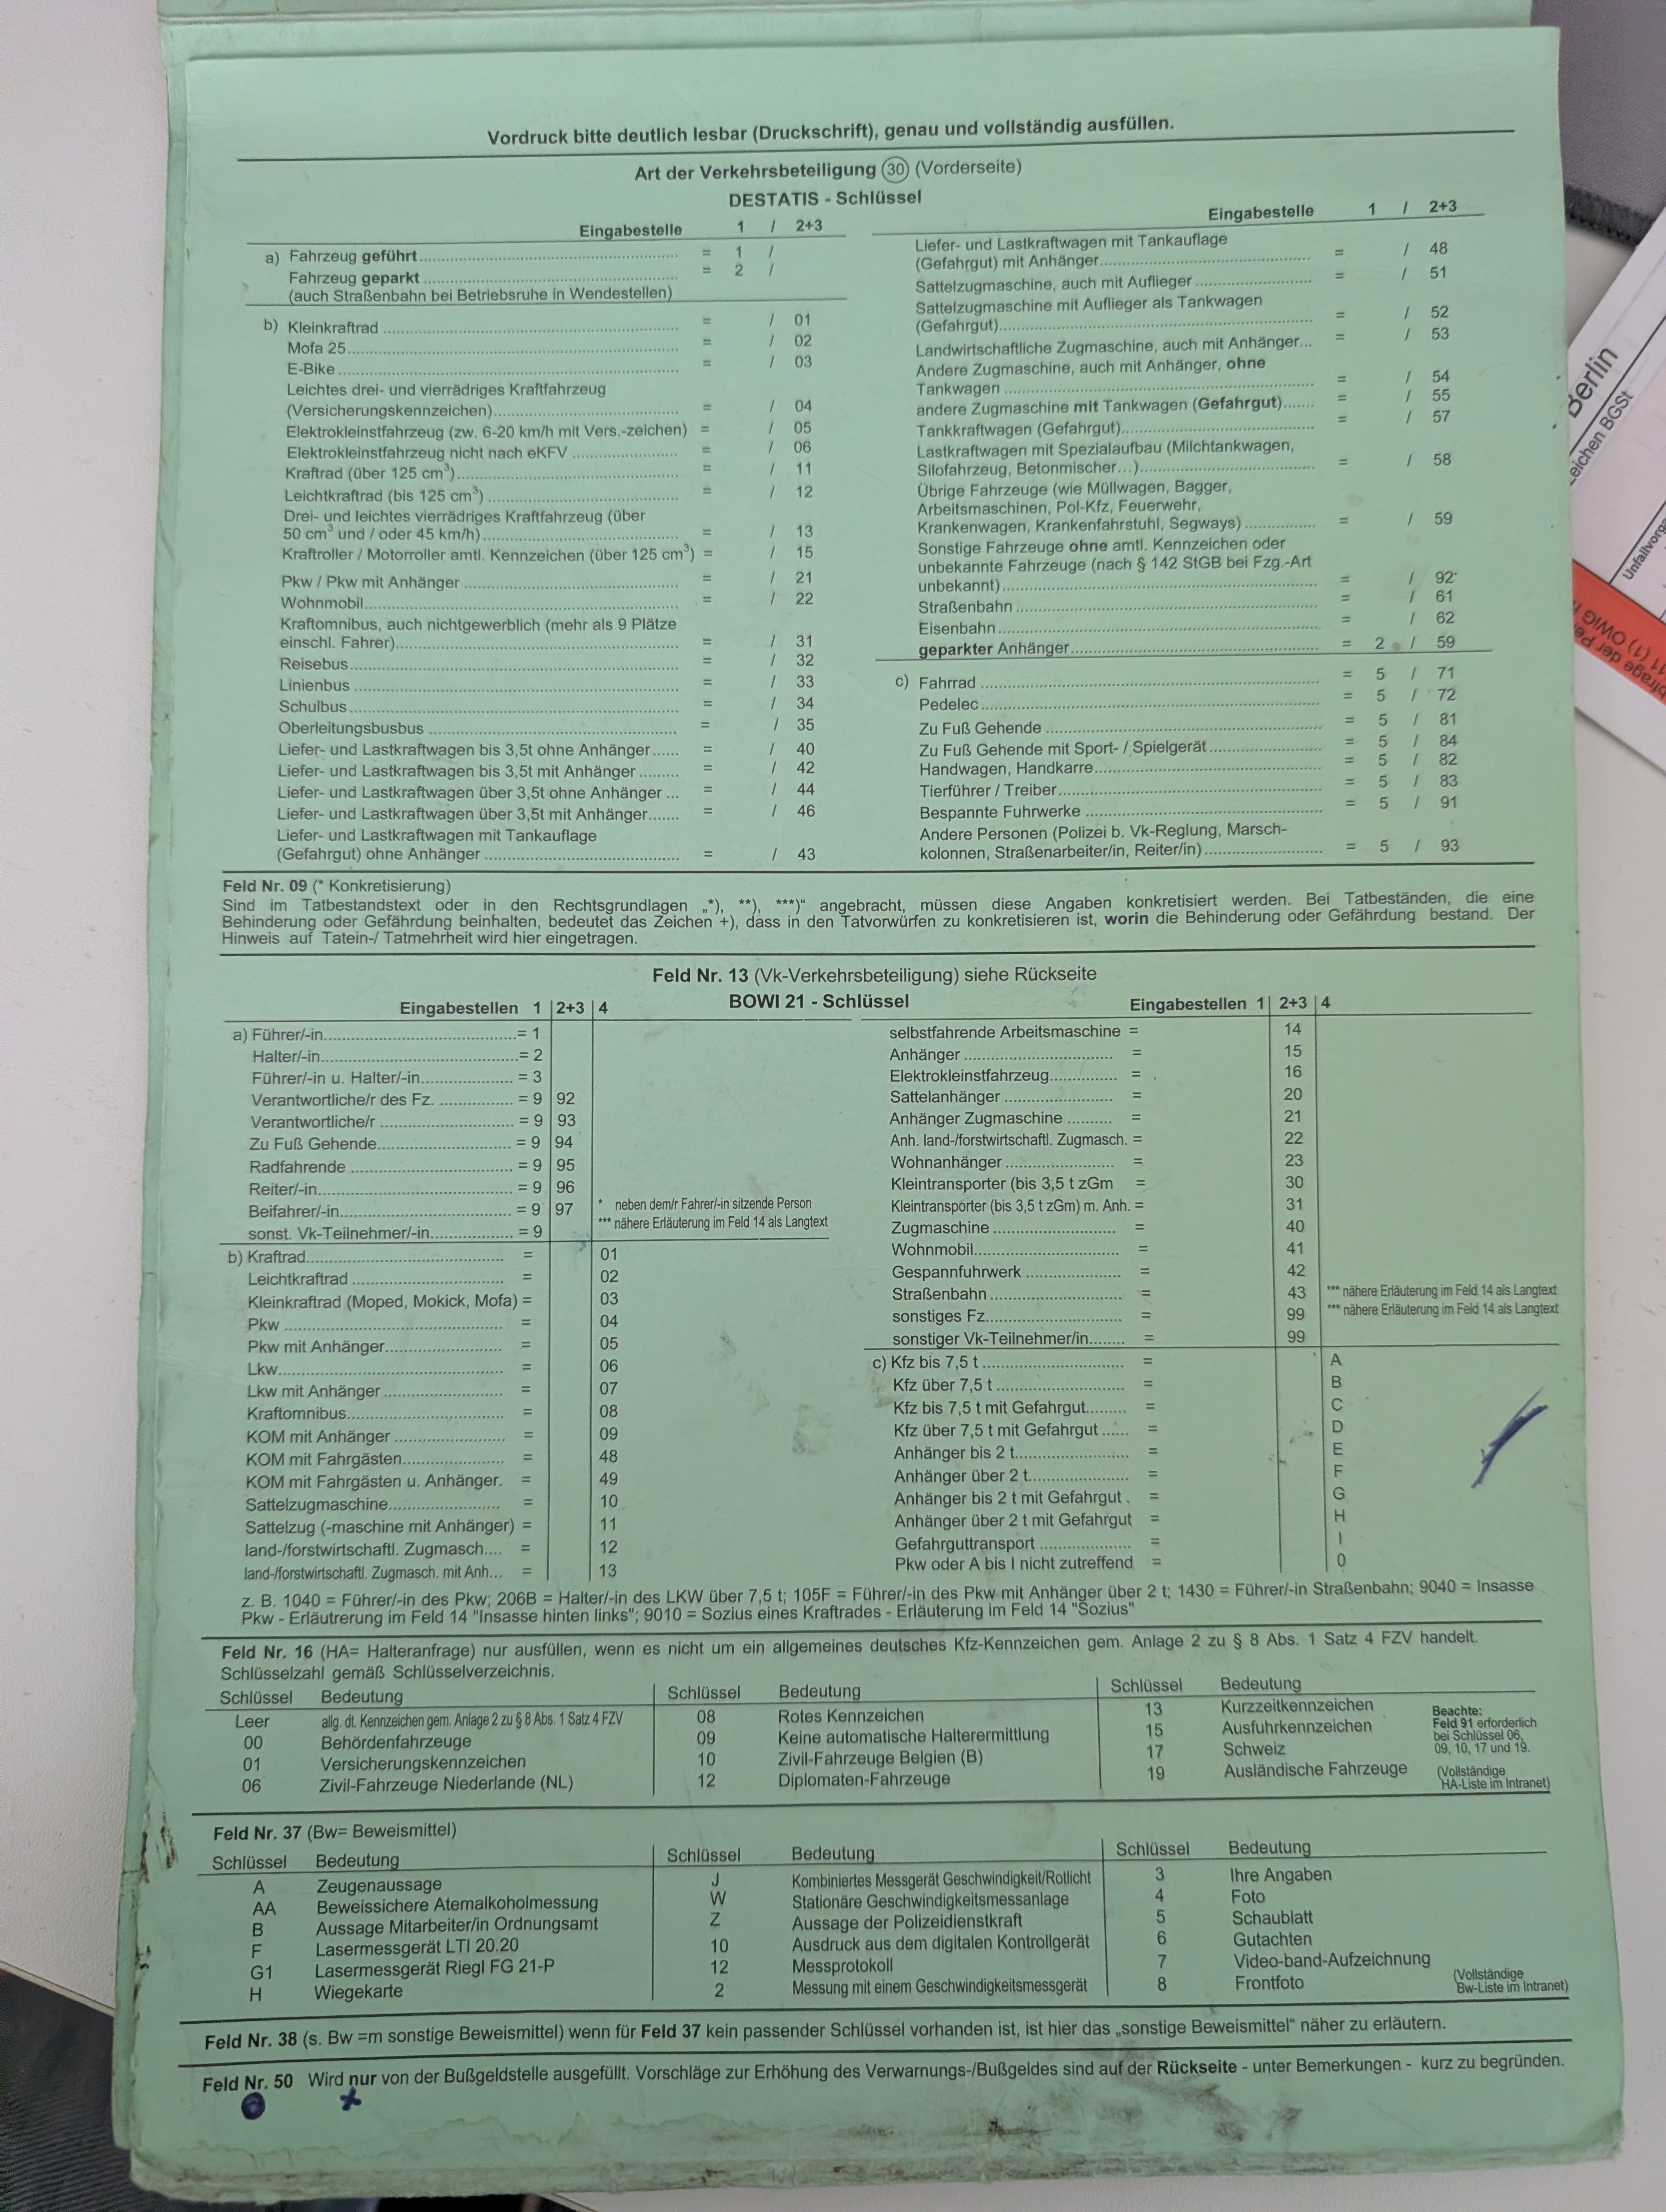 Vordruck bitte deutlich lesbar (Druckschrift), genau und vollständig ausfüllen.
Art der Verkehrsbeteiligung (30) (Vorderseite)
DESTATIS - Schlüssel
Eingabestelle 1 / 2+3
a) Fahrzeug geführt = 1 /
Fahrzeug geparkt = 2 /
(auch Straßenbahn bei Betriebsruhe in Wendestellen)
b) Kleinkraftrad = / 01
Mofa 25 = / 02
E-Bike = / 03
Leichtes drei- und vierrädriges Kraftfahrzeug
(Versicherungskennzeichen) = / 04
Elektrokleinstfahrzeug (zw. 6-20 km/h mit Vers.-zeichen) = / 05
Elektrokleinstfahrzeug nicht nach eKFV = / 06
Kraftrad (über 125 cm³) = / 11
Leichtkraftrad (bis 125 cm³) = / 12
Drei- und leichtes vierrädriges Kraftfahrzeug (über
50 cm³ und / oder 45 km/h) = / 13
Kraftroller / Motorroller amtl. Kennzeichen (über 125 cm³) = / 15
Pkw / Pkw mit Anhänger = / 21
Wohnmobil = / 22
Kraftomnibus, auch nichtgewerblich (mehr als 9 Plätze
einschl. Fahrer) = / 31
Reisebus = / 32
Linienbus = / 33
Schulbus = / 34
Oberleitungsbusbus = / 35
Liefer- und Lastkraftwagen bis 3,5t ohne Anhänger = / 40
Liefer- und Lastkraftwagen bis 3,5t mit Anhänger = / 42
Liefer- und Lastkraftwagen über 3,5t ohne Anhänger = / 44
Liefer- und Lastkraftwagen über 3,5t mit Anhänger = / 46
Liefer- und Lastkraftwagen mit Tankauflage
(Gefahrgut) ohne Anhänger = / 43
Eingabestelle 1 / 2+3
Liefer- und Lastkraftwagen mit Tankauflage
(Gefahrgut) mit Anhänger = / 48
Sattelzugmaschine, auch mit Auflieger = / 51
Sattelzugmaschine mit Auflieger als Tankwagen
(Gefahrgut) = / 52
Landwirtschaftliche Zugmaschine, auch mit Anhänger = / 53
Andere Zugmaschine, auch mit Anhänger, ohne
Tankwagen = / 54
andere Zugmaschine mit Tankwagen (Gefahrgut) = / 55
Tankkraftwagen (Gefahrgut) = / 57
Lastkraftwagen mit Spezialaufbau (Milchtankwagen,
Silofahrzeug, Betonmischer...) = / 58
Übrige Fahrzeuge (wie Müllwagen, Bagger,
Arbeitsmaschinen, Pol-Kfz, Feuerwehr,
Krankenwagen, Krankenfahrstuhl, Segways) = / 59
Sonstige Fahrzeuge ohne amtl. Kennzeichen oder
unbekannte Fahrzeuge (nach § 142 StGB bei Fzg.-Art
unbekannt) = / 92
Straßenbahn = / 61
Eisenbahn = / 62
geparkter Anhänger = 2 / 59
c) Fahrrad = 5 / 71
Pedelec = 5 / 72
Zu Fuß Gehende = 5 / 81
Zu Fuß Gehende mit Sport- / Spielgerät = 5 / 84
Handwagen, Handkarre = 5 / 82
Tierführer / Treiber = 5 / 83
Bespannte Fuhrwerke = 5 / 91
Andere Personen (Polizei b. Vk-Reglung, Marsch-
kolonnen, Straßenarbeiter/in, Reiter/in) = 5 / 93
Feld Nr. 09 (* Konkretisierung)
Sind im Tatbestandstext oder in den Rechtsgrundlagen „*), **), ***)“ angebracht, müssen diese Angaben konkretisiert werden. Bei Tatbeständen, die eine
Behinderung oder Gefährdung beinhalten, bedeutet das Zeichen +), dass in den Tatvorwürfen zu konkretisieren ist, worin die Behinderung oder Gefährdung bestand. Der
Hinweis auf Tatein-/ Tatmehrheit wird hier eingetragen.
Feld Nr. 13 (Vk-Verkehrsbeteiligung) siehe Rückseite
BOWI 21 - Schlüssel
Eingabestellen 1 | 2+3 | 4
a) Führer/-in = 1
Halter/-in = 2
Führer/-in u. Halter/-in = 3
Verantwortliche/r des Fz. = 9 92
Verantwortliche/r = 9 93
Zu Fuß Gehende = 9 94
Radfahrende = 9 95
Reiter/-in = 9 96
Beifahrer/-in = 9 97 * neben dem/r Fahrer/-in sitzende Person
sonst. Vk-Teilnehmer/-in = 9 *** nähere Erläuterung im Feld 14 als Langtext
b) Kraftrad = 01
Leichtkraftrad = 02
Kleinkraftrad (Moped, Mokick, Mofa) = 03
Pkw = 04
Pkw mit Anhänger = 05
Lkw = 06
Lkw mit Anhänger = 07
Kraftomnibus = 08
KOM mit Anhänger = 09
KOM mit Fahrgästen = 48
KOM mit Fahrgästen u. Anhänger. = 49
Sattelzugmaschine = 10
Sattelzug (-maschine mit Anhänger) = 11
land-/forstwirtschaftl. Zugmasch.... = 12
land-/forstwirtschaftl. Zugmasch. mit Anh... = 13
Eingabestellen 1 | 2+3 | 4
selbstfahrende Arbeitsmaschine = 14
Anhänger = 15
Elektrokleinstfahrzeug = 16
Sattelanhänger = 20
Anhänger Zugmaschine = 21
Anh. land-/forstwirtschaftl. Zugmasch. = 22
Wohnanhänger = 23
Kleintransporter (bis 3,5 t zGm = 30
Kleintransporter (bis 3,5 t zGm) m. Anh. = 31
Zugmaschine = 40
Wohnmobil = 41
Gespannfuhrwerk = 42
Straßenbahn = 43 *** nähere Erläuterung im Feld 14 als Langtext
sonstiges Fz. = 99 *** nähere Erläuterung im Feld 14 als Langtext
sonstiger Vk-Teilnehmer/in = 99
c) Kfz bis 7,5 t = A
Kfz über 7,5 t = B
Kfz bis 7,5 t mit Gefahrgut = C
Kfz über 7,5 t mit Gefahrgut = D
Anhänger bis 2 t = E
Anhänger über 2 t = F
Anhänger bis 2 t mit Gefahrgut . = G
Anhänger über 2 t mit Gefahrgut = H
Gefahrguttransport = I
Pkw oder A bis I nicht zutreffend = 0
z. B. 1040 = Führer/-in des Pkw; 206B = Halter/-in des LKW über 7,5 t; 105F = Führer/-in des Pkw mit Anhänger über 2 t; 1430 = Führer/-in Straßenbahn; 9040 = Insasse
Pkw - Erläutrerung im Feld 14 "Insasse hinten links"; 9010 = Sozius eines Kraftrades - Erläuterung im Feld 14 "Sozius"
Feld Nr. 16 (HA= Halteranfrage) nur ausfüllen, wenn es nicht um ein allgemeines deutsches Kfz-Kennzeichen gem. Anlage 2 zu § 8 Abs. 1 Satz 4 FZV handelt.
Schlüsselzahl gemäß Schlüsselverzeichnis.
Schlüssel Bedeutung
Leer allg. dt. Kennzeichen gem. Anlage 2 zu § 8 Abs. 1 Satz 4 FZV
00 Behördenfahrzeuge
01 Versicherungskennzeichen
06 Zivil-Fahrzeuge Niederlande (NL)
Schlüssel Bedeutung
08 Rotes Kennzeichen
09 Keine automatische Halterermittlung
10 Zivil-Fahrzeuge Belgien (B)
12 Diplomaten-Fahrzeuge
Schlüssel Bedeutung
13 Kurzzeitkennzeichen
15 Ausfuhrkennzeichen
17 Schweiz
19 Ausländische Fahrzeuge
Beachte:
Feld 91 erforderlich
bei Schlüssel 06,
09, 10, 17 und 19.
(Vollständige
HA-Liste im Intranet)
Feld Nr. 37 (Bw= Beweismittel)
Schlüssel Bedeutung
A Zeugenaussage
AA Beweissichere Atemalkoholmessung
B Aussage Mitarbeiter/in Ordnungsamt
F Lasermessgerät LTI 20.20
G1 Lasermessgerät Riegl FG 21-P
H Wiegekarte
Schlüssel Bedeutung
J Kombiniertes Messgerät Geschwindigkeit/Rotlicht
W Stationäre Geschwindigkeitsmessanlage
Z Aussage der Polizeidienstkraft
10 Ausdruck aus dem digitalen Kontrollgerät
12 Messprotokoll
2 Messung mit einem Geschwindigkeitsmessgerät
Schlüssel Bedeutung
3 Ihre Angaben
4 Foto
5 Schaublatt
6 Gutachten
7 Video-band-Aufzeichnung
8 Frontfoto
(Vollständige
Bw-Liste im Intranet)
Feld Nr. 38 (s. Bw =m sonstige Beweismittel) wenn für Feld 37 kein passender Schlüssel vorhanden ist, ist hier das „sonstige Beweismittel“ näher zu erläutern.
Feld Nr. 50 Wird nur von der Bußgeldstelle ausgefüllt. Vorschläge zur Erhöhung des Verwarnungs-/Bußgeldes sind auf der Rückseite - unter Bemerkungen - kurz zu begründen.
Berlin
eichen BGSt
Unfallvorg
11 (1) OWiG